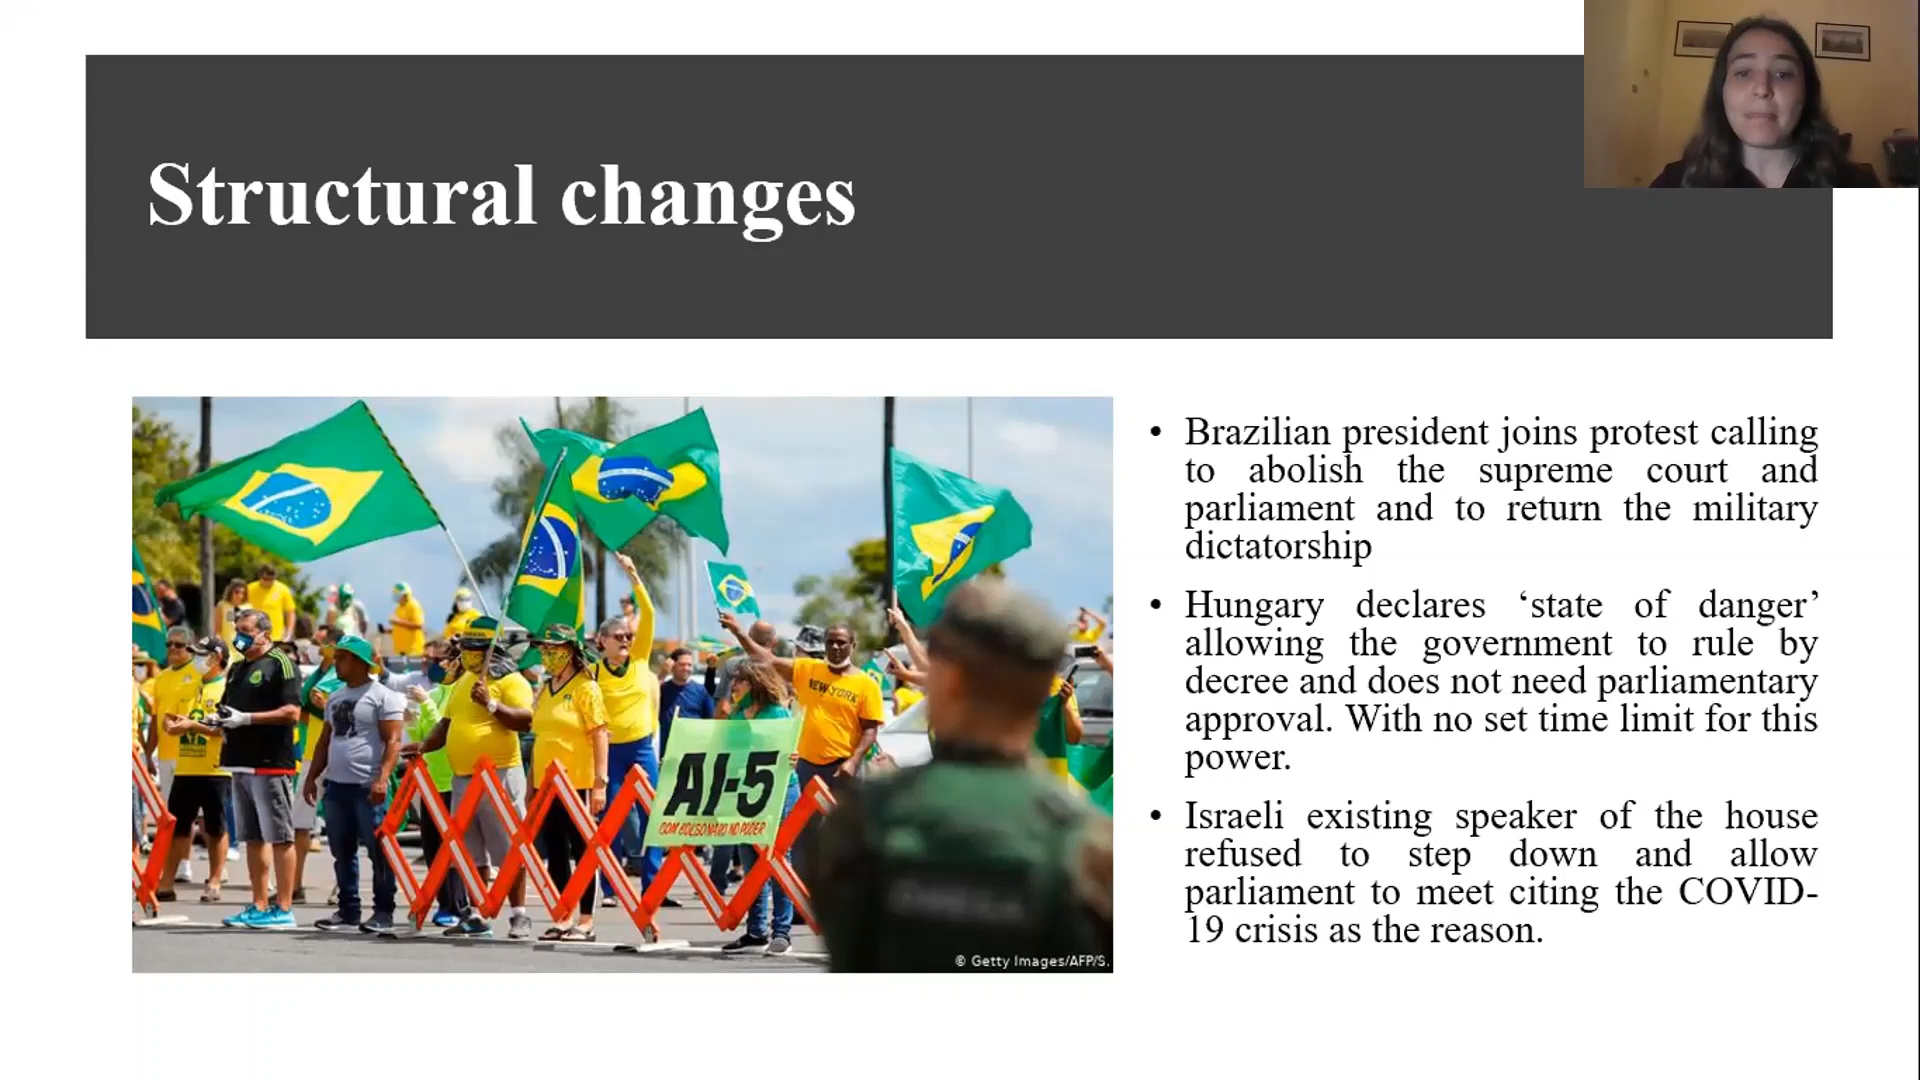 Structural changes
• Brazilian president joins protest calling
to abolish the supreme court and
parliament and to return the military
dictatorship
• Hungary declares ‘state of danger’
allowing the government to rule by
decree and does not need parliamentary
approval. With no set time limit for this
power.
• Israeli existing speaker of the house
refused to step down and allow
parliament to meet citing the COVID-
19 crisis as the reason.
NEW YORK
AI-5
COM BOLSONARO NO PODER
© Getty Images/AFP/S.